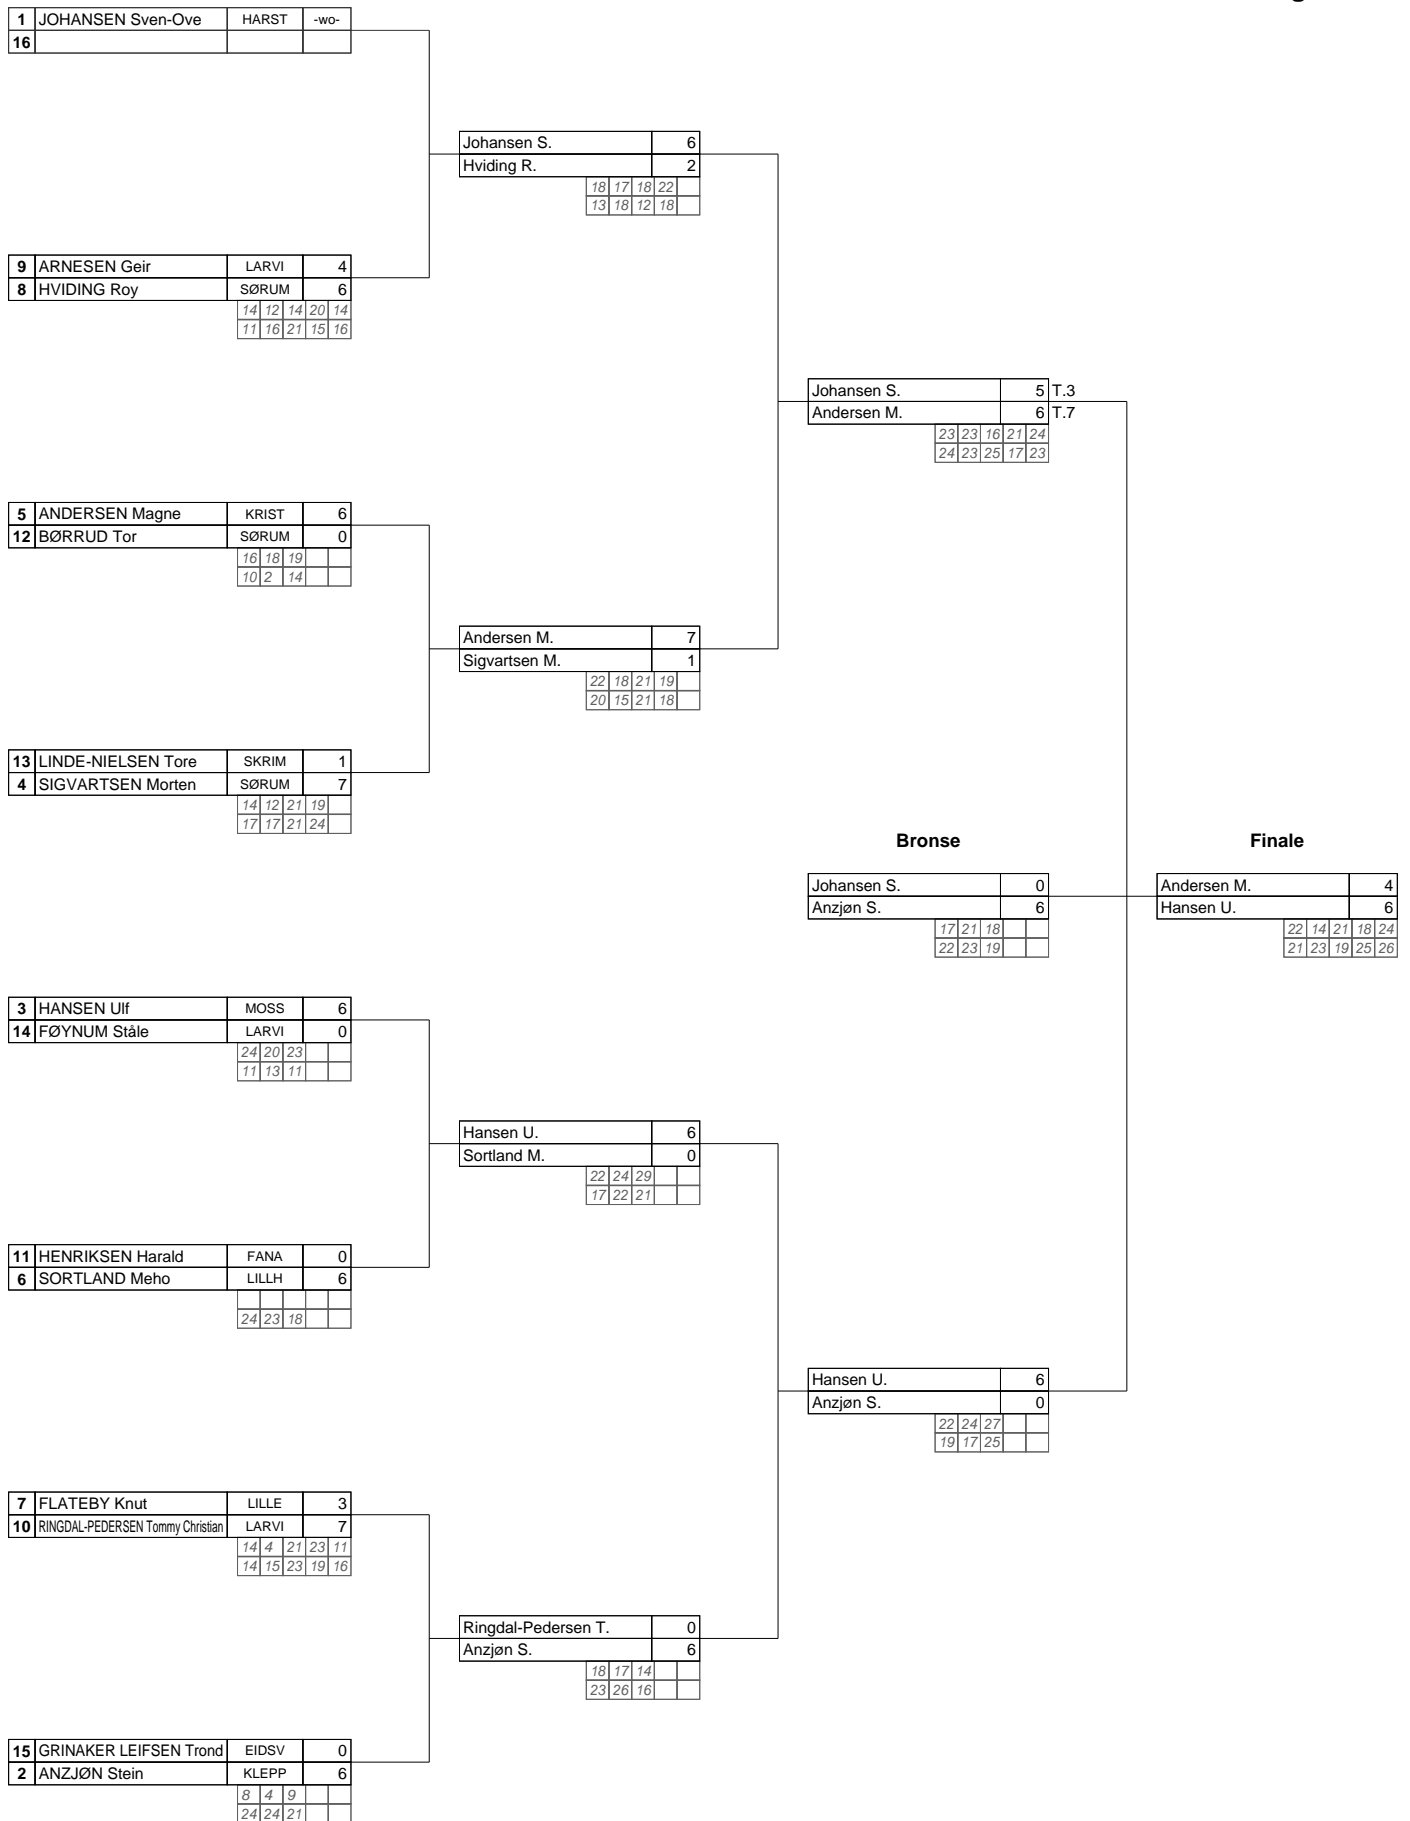 1 JOHANSEN Sven-Ove HARST -wo-
16
Johansen S. 6
Hviding R. 2
18 17 18 22
13 18 12 18
9 ARNESEN Geir LARVI 4
8 HVIDING Roy SØRUM 6
14 12 14 20 14
11 16 21 15 16
Johansen S. 5 T.3
Andersen M. 6 T.7
23 23 16 21 24
24 23 25 17 23
5 ANDERSEN Magne KRIST 6
12 BØRRUD Tor SØRUM 0
16 18 19
10 2 14
Andersen M. 7
Sigvartsen M. 1
22 18 21 19
20 15 21 18
13 LINDE-NIELSEN Tore SKRIM 1
4 SIGVARTSEN Morten SØRUM 7
14 12 21 19
17 17 21 24
Bronse Finale
Johansen S. 0 Andersen M. 4
Anzjøn S. 6 Hansen U. 6
17 21 18 22 14 21 18 24
22 23 19 21 23 19 25 26
3 HANSEN Ulf MOSS 6
14 FØYNUM Ståle LARVI 0
24 20 23
11 13 11
Hansen U. 6
Sortland M. 0
22 24 29
17 22 21
11 HENRIKSEN Harald FANA 0
6 SORTLAND Meho LILLH 6
24 23 18
Hansen U. 6
Anzjøn S. 0
22 24 27
19 17 25
7 FLATEBY Knut LILLE 3
10 RINGDAL-PEDERSEN Tommy Christian LARVI 7
14 4 21 23 11
14 15 23 19 16
Ringdal-Pedersen T. 0
Anzjøn S. 6
18 17 14
23 26 16
15 GRINAKER LEIFSEN Trond EIDSV 0
2 ANZJØN Stein KLEPP 6
8 4 9
24 24 21